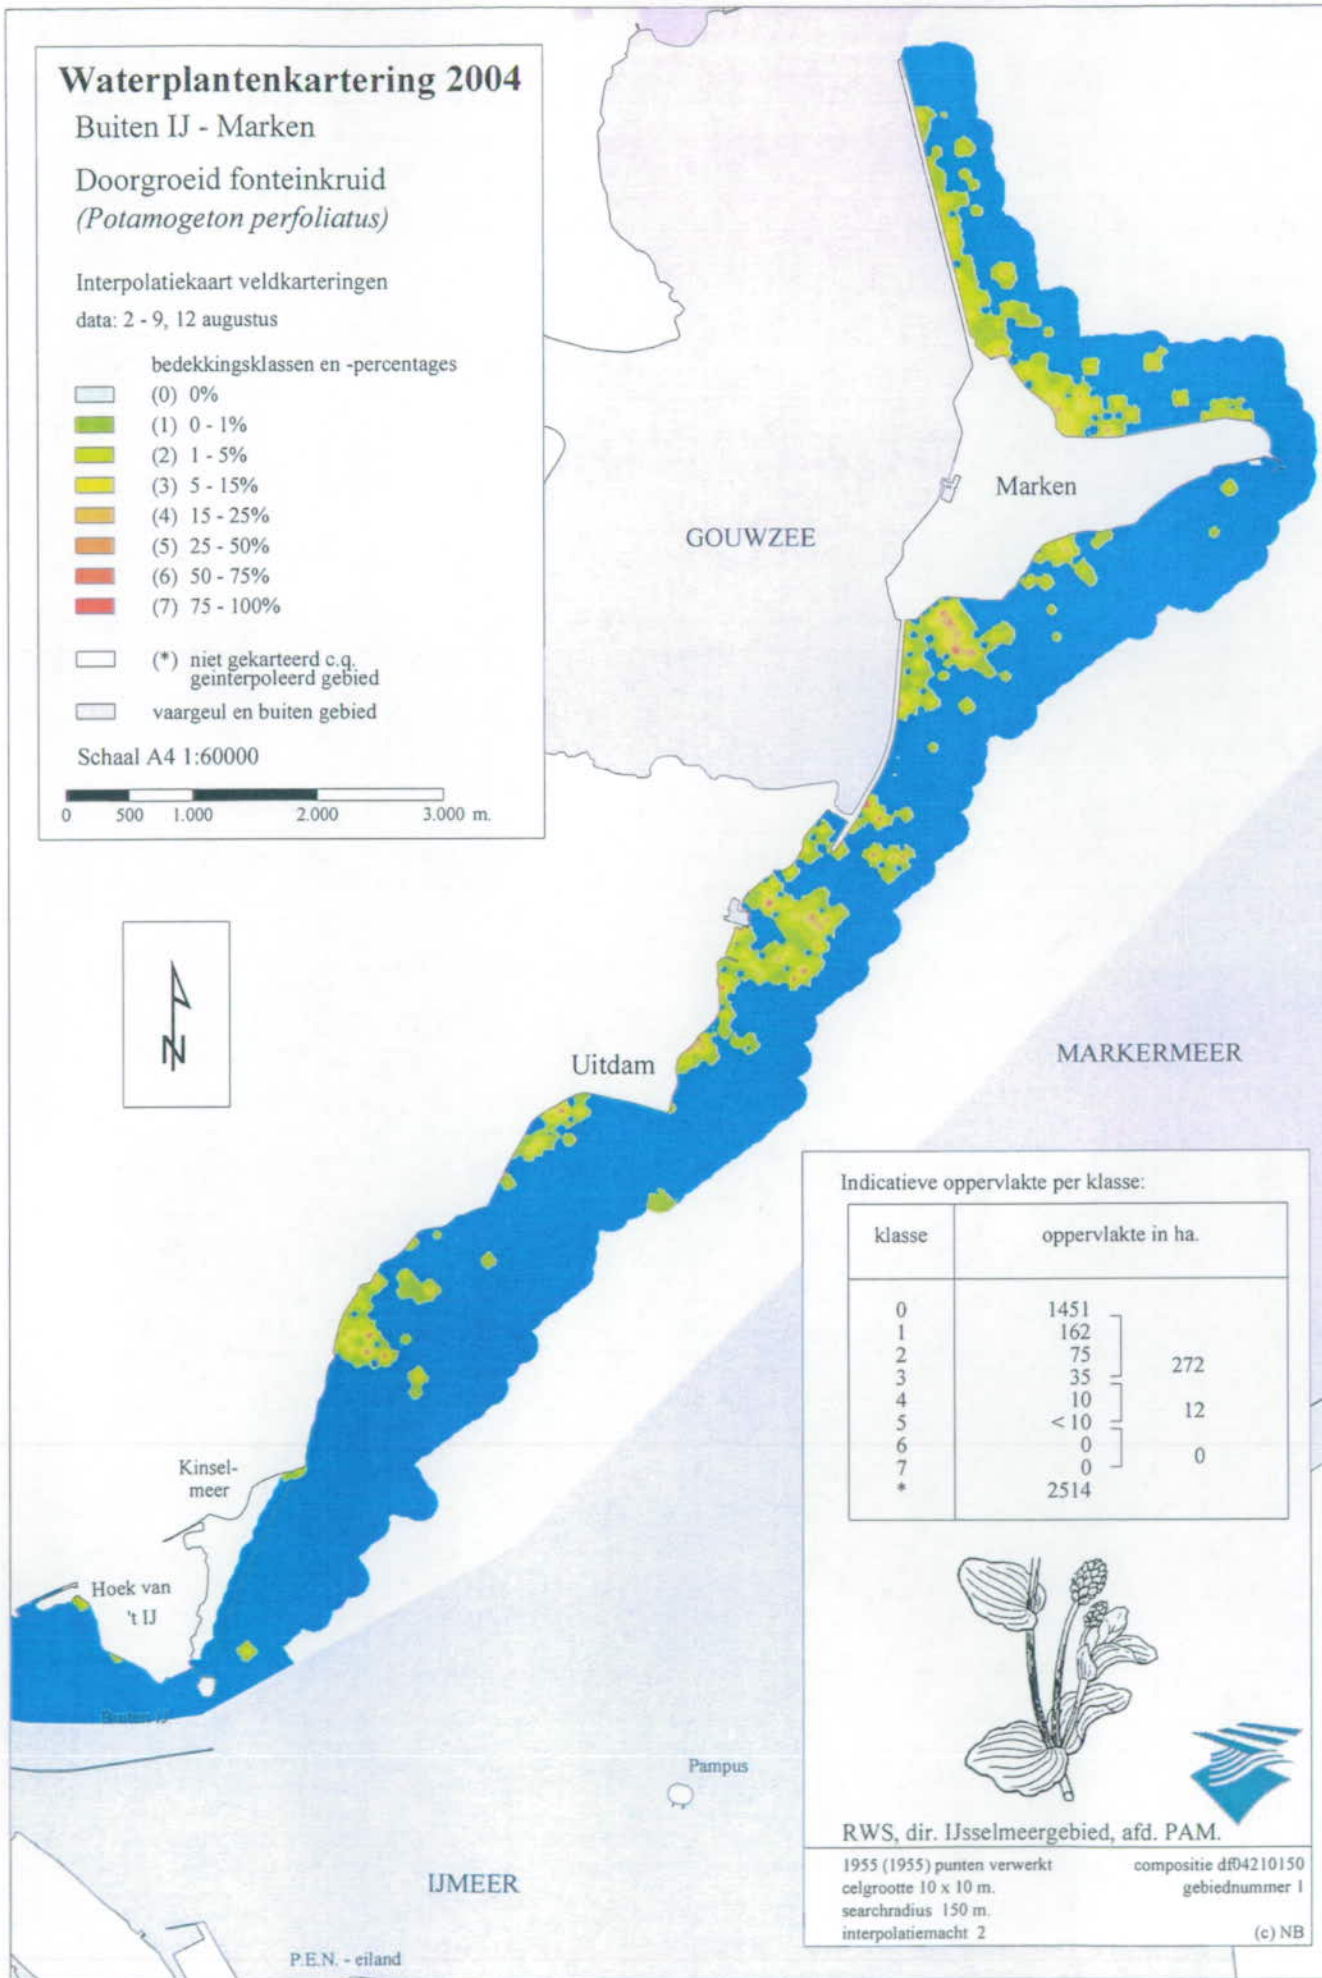 Waterplantenkartering 2004
Buiten IJ - Marken
Doorgroeid fonteinkruid
(Potamogeton perfoliatus)
Interpolatiekaart veldkarteringen
data: 2 - 9, 12 augustus
bedekkingsklassen en -percentages
(0) 0%
(1) 0 - 1%
(2) 1 - 5%
(3) 5 - 15%
(4) 15 - 25%
(5) 25 - 50%
(6) 50 - 75%
(7) 75 - 100%
(*) niet gekarteerd c.q.
geinterpoleerd gebied
vaargeul en buiten gebied
Schaal A4 1:60000
0 500 1.000 2.000 3.000 m.
N
Marken
GOUWZEE
Uitdam
MARKERMEER
Kinsel-
meer
Hoek van
't IJ
Buiten IJ
Pampus
IJMEER
P.E.N. - eiland
Indicatieve oppervlakte per klasse:
klasse oppervlakte in ha.
0 1451
1 162
2 75 272
3 35
4 10 12
5 < 10
6 0 0
7 0
* 2514
RWS, dir. IJsselmeergebied, afd. PAM.
1955 (1955) punten verwerkt compositie df04210150
celgrootte 10 x 10 m. gebiednummer 1
searchradius 150 m.
interpolatiemacht 2 (c) NB